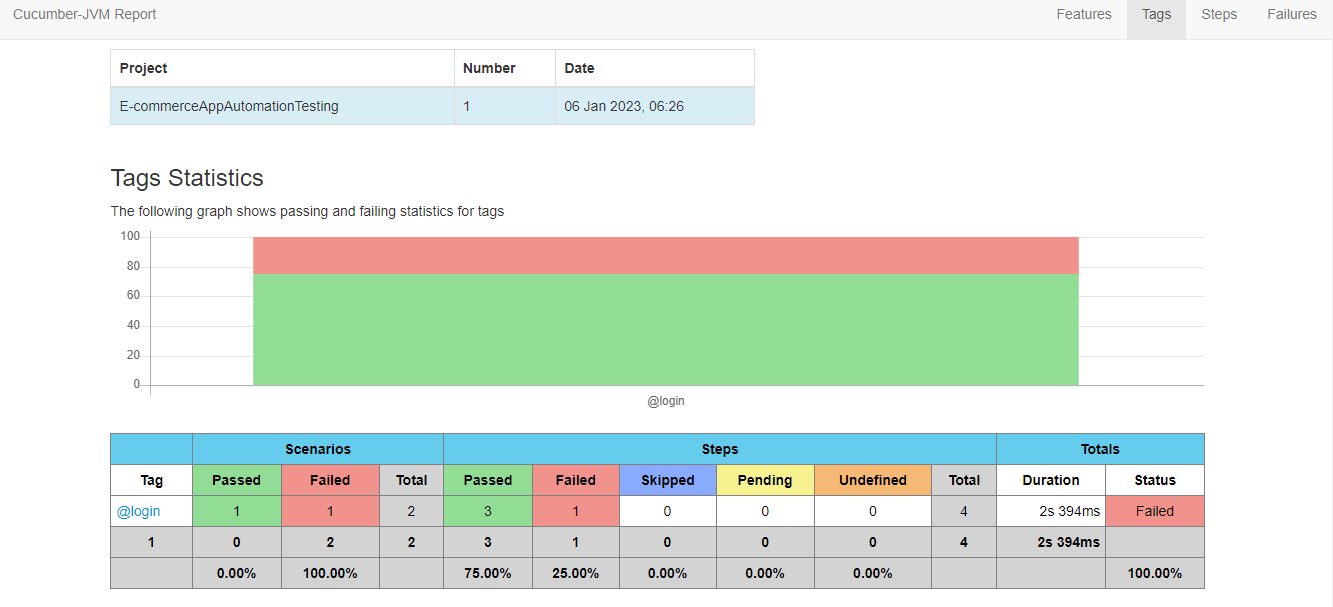 Cucumber-JVM Report Features Tags Steps Failures
Project Number Date
E-commerceAppAutomationTesting 1 06 Jan 2023, 06:26
Tags Statistics
The following graph shows passing and failing statistics for tags
100
80
60
40
20
0
@login
Scenarios Steps Totals
Tag Passed Failed Total Passed Failed Skipped Pending Undefined Total Duration Status
@login 1 1 2 3 1 0 0 0 4 2s 394ms Failed
1 0 2 2 3 1 0 0 0 4 2s 394ms
0.00% 100.00% 75.00% 25.00% 0.00% 0.00% 0.00% 100.00%